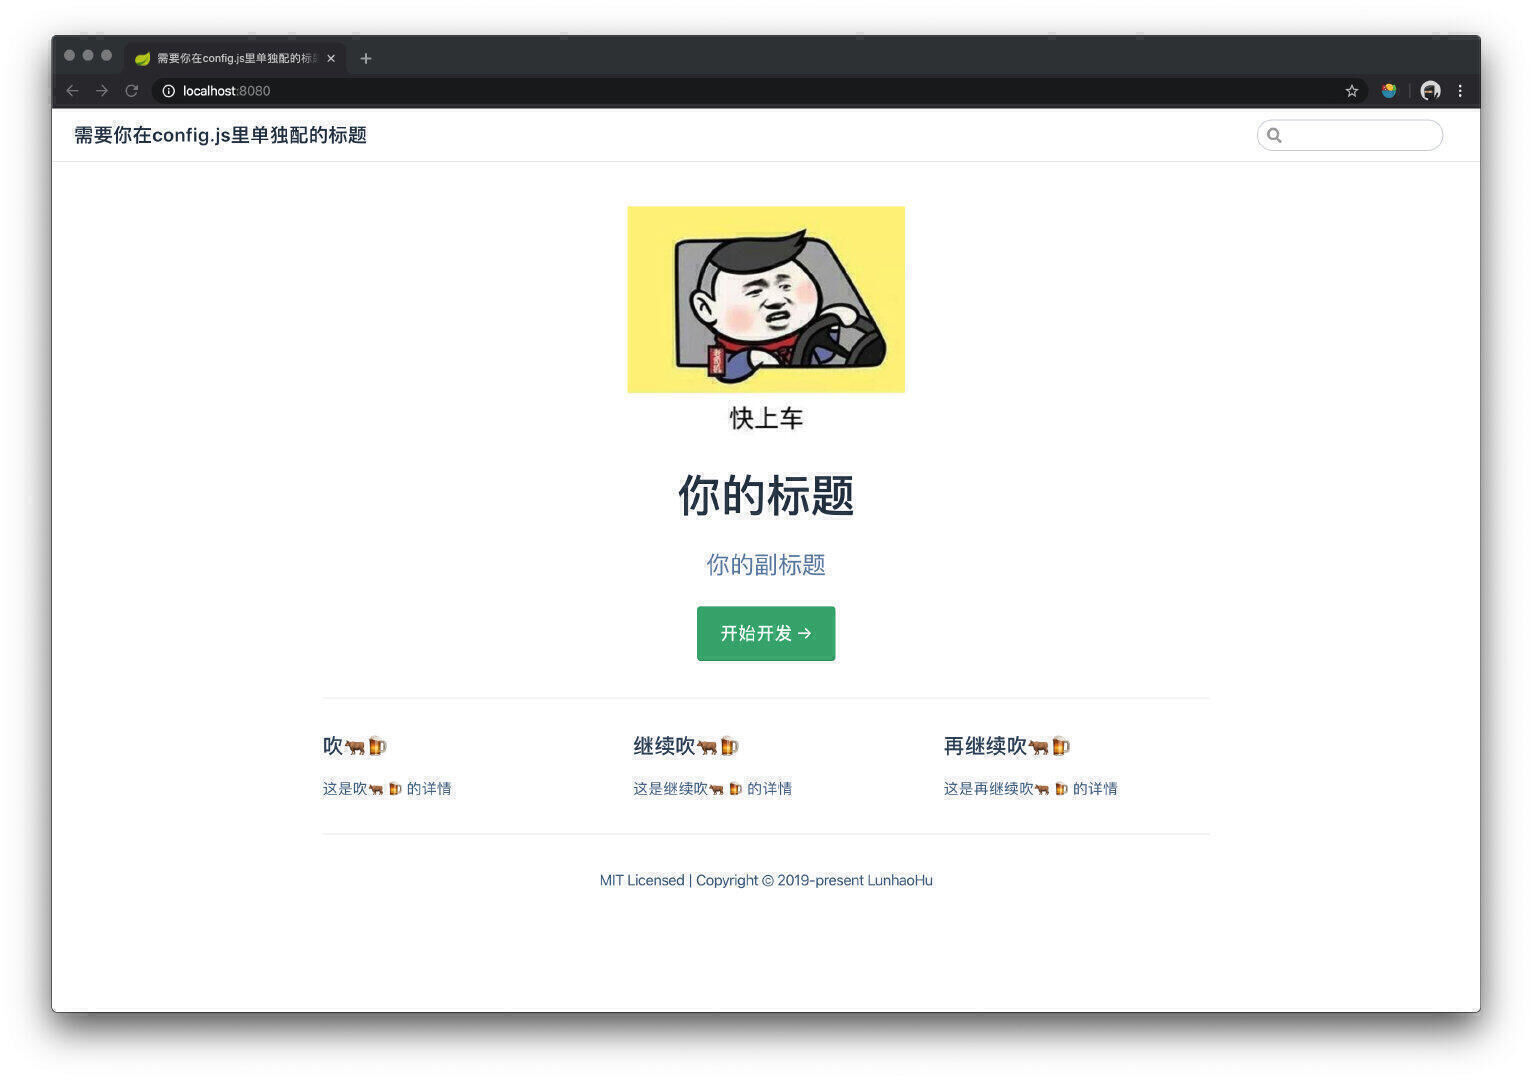 需要你在config.js里单独配的标
localhost:8080
需要你在config.js里单独配的标题
快上车
你的标题
你的副标题
开始开发 →
吹🐂🍺
继续吹🐂🍺
再继续吹🐂🍺
这是吹🐂 🍺 的详情
这是继续吹🐂 🍺 的详情
这是再继续吹🐂 🍺 的详情
MIT Licensed | Copyright © 2019-present LunhaoHu